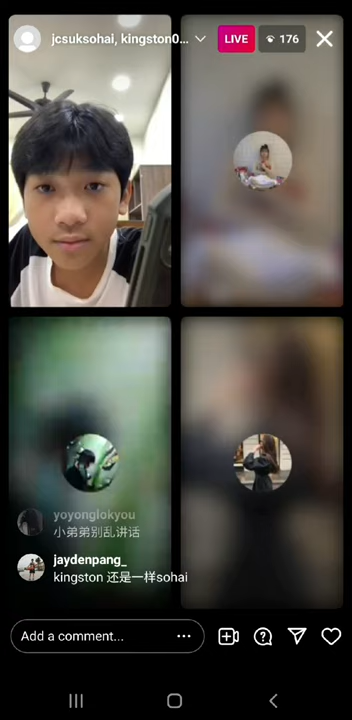 jcsuksohai, kingston0...
LIVE
176
yoyonglokyou
小弟弟别乱讲话
jaydenpang_
kingston 还是一样sohai
Add a comment...